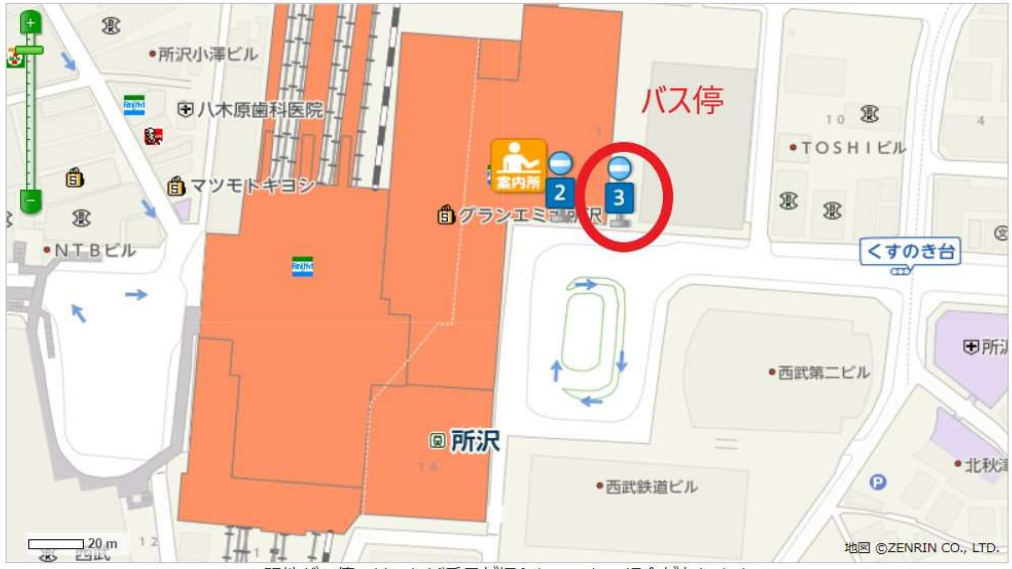 所沢小澤ビル
八木原歯科医院
マツモトキヨシ
NTBビル
バス停
案内所
2
3
グランエミオ所沢
1
10
4
TOSHIビル
くすのき台
西武第二ビル
所沢
14
西武鉄道ビル
北秋津
P
20 m
12
西武
1
地図 ©ZENRIN CO., LTD.